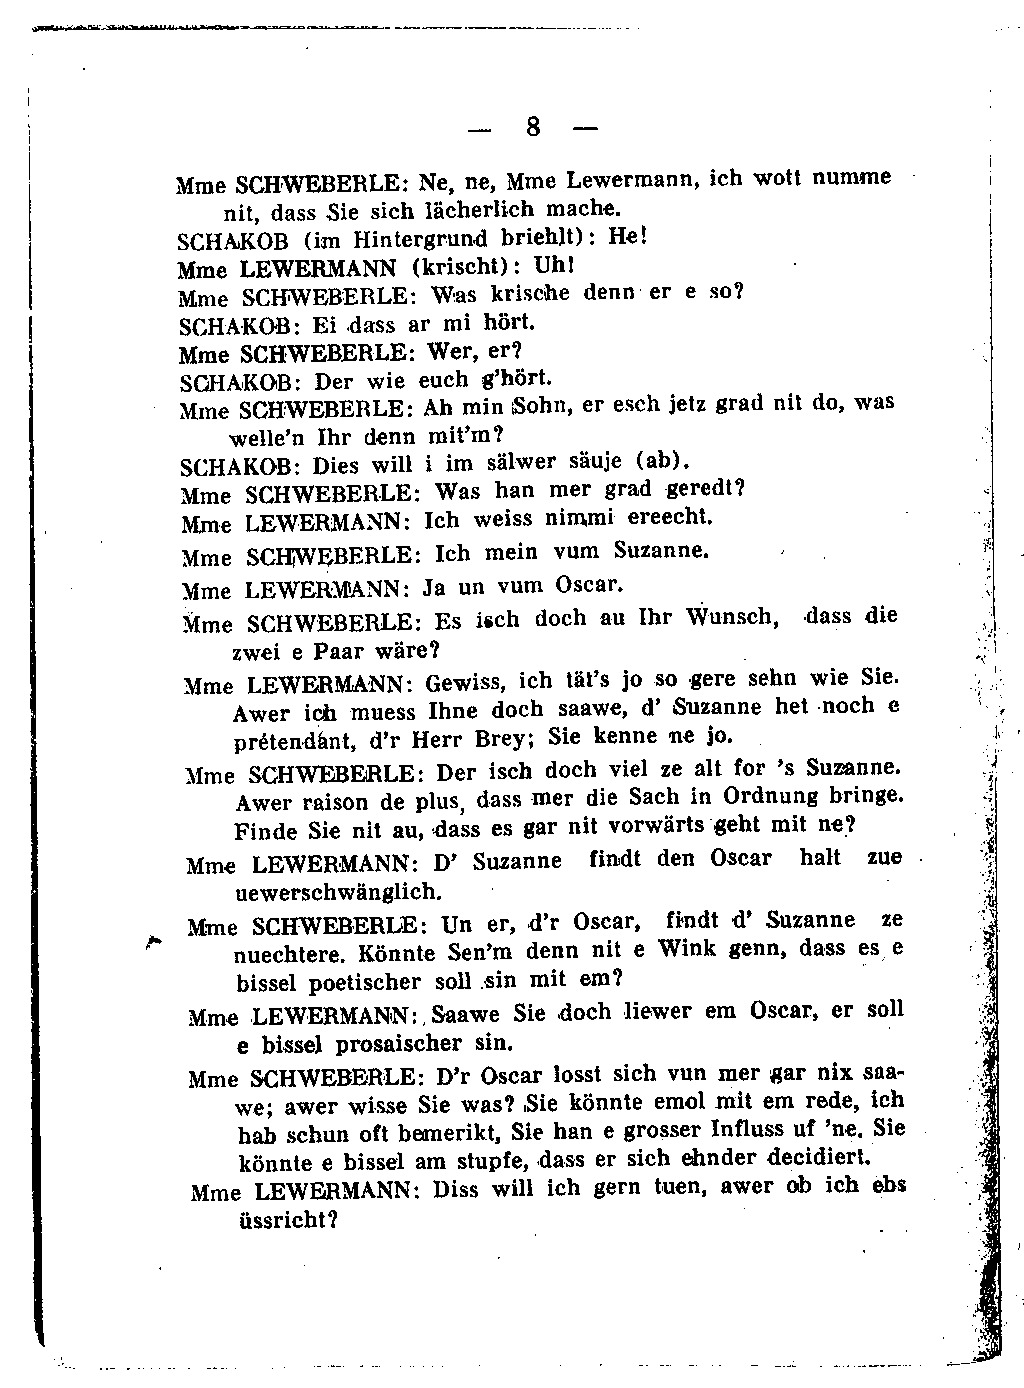 — 8 —
Mme SCHWEBERLE: Ne, ne, Mme Lewermann, ich wott numme
nit, dass Sie sich lächerlich mache.
SCHAKOB (im Hintergrund briehlt): He!
Mme LEWERMANN (krischt): Uh!
Mme SCHWEBERLE: Was krische denn er e so?
SCHAKOB: Ei dass ar mi hört.
Mme SCHWEBERLE: Wer, er?
SCHAKOB: Der wie euch g'hört.
Mme SCHWEBERLE: Ah min Sohn, er esch jetz grad nit do, was
welle'n Ihr denn mit'm?
SCHAKOB: Dies will i im sälwer säuje (ab).
Mme SCHWEBERLE: Was han mer grad geredt?
Mme LEWERMANN: Ich weiss nimmi ereecht.
Mme SCHWEBERLE: Ich mein vum Suzanne.
Mme LEWERMANN: Ja un vum Oscar.
Mme SCHWEBERLE: Es isch doch au Ihr Wunsch, dass die
zwei e Paar wäre?
Mme LEWERMANN: Gewiss, ich tät's jo so gere sehn wie Sie.
Awer ich muess Ihne doch saawe, d' Suzanne het noch e
prétendant, d'r Herr Brey; Sie kenne ne jo.
Mme SCHWEBERLE: Der isch doch viel ze alt for 's Suzanne.
Awer raison de plus, dass mer die Sach in Ordnung bringe.
Finde Sie nit au, dass es gar nit vorwärts geht mit ne?
Mme LEWERMANN: D' Suzanne findt den Oscar halt zue
uewerschwänglich.
Mme SCHWEBERLE: Un er, d'r Oscar, findt d' Suzanne ze
nuechtere. Könnte Sen'm denn nit e Wink genn, dass es e
bissel poetischer soll sin mit em?
Mme LEWERMANN: Saawe Sie doch liewer em Oscar, er soll
e bissel prosaischer sin.
Mme SCHWEBERLE: D'r Oscar losst sich vun mer gar nix saa-
we; awer wisse Sie was? Sie könnte emol mit em rede, ich
hab schun oft bemerikt, Sie han e grosser Influss uf 'ne. Sie
könnte e bissel am stupfe, dass er sich ehnder decidiert.
Mme LEWERMANN: Diss will ich gern tuen, awer ob ich ebs
üssricht?